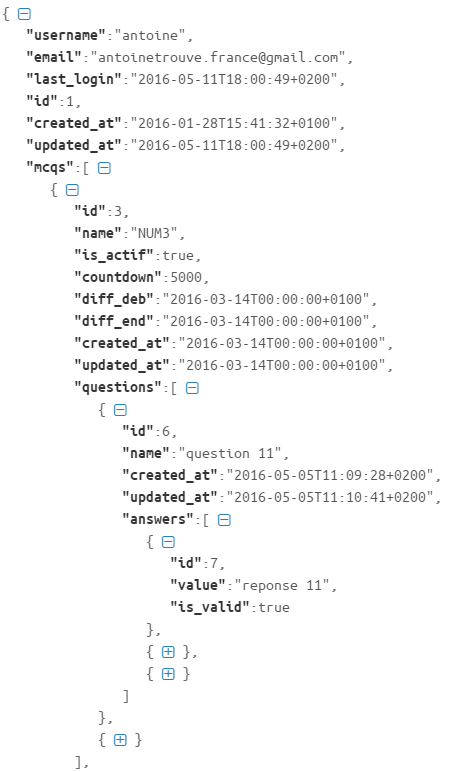 {
"username":"antoine",
"email":"antoinetrouve.france@gmail.com",
"last_login":"2016-05-11T18:00:49+0200",
"id":1,
"created_at":"2016-01-28T15:41:32+0100",
"updated_at":"2016-05-11T18:00:49+0200",
"mcqs":[
{
"id":3,
"name":"NUM3",
"is_actif":true,
"countdown":5000,
"diff_deb":"2016-03-14T00:00:00+0100",
"diff_end":"2016-03-14T00:00:00+0100",
"created_at":"2016-03-14T00:00:00+0100",
"updated_at":"2016-03-14T00:00:00+0100",
"questions":[
{
"id":6,
"name":"question 11",
"created_at":"2016-05-05T11:09:28+0200",
"updated_at":"2016-05-05T11:10:41+0200",
"answers":[
{
"id":7,
"value":"reponse 11",
"is_valid":true
},
{ },
{ }
]
},
{ }
],